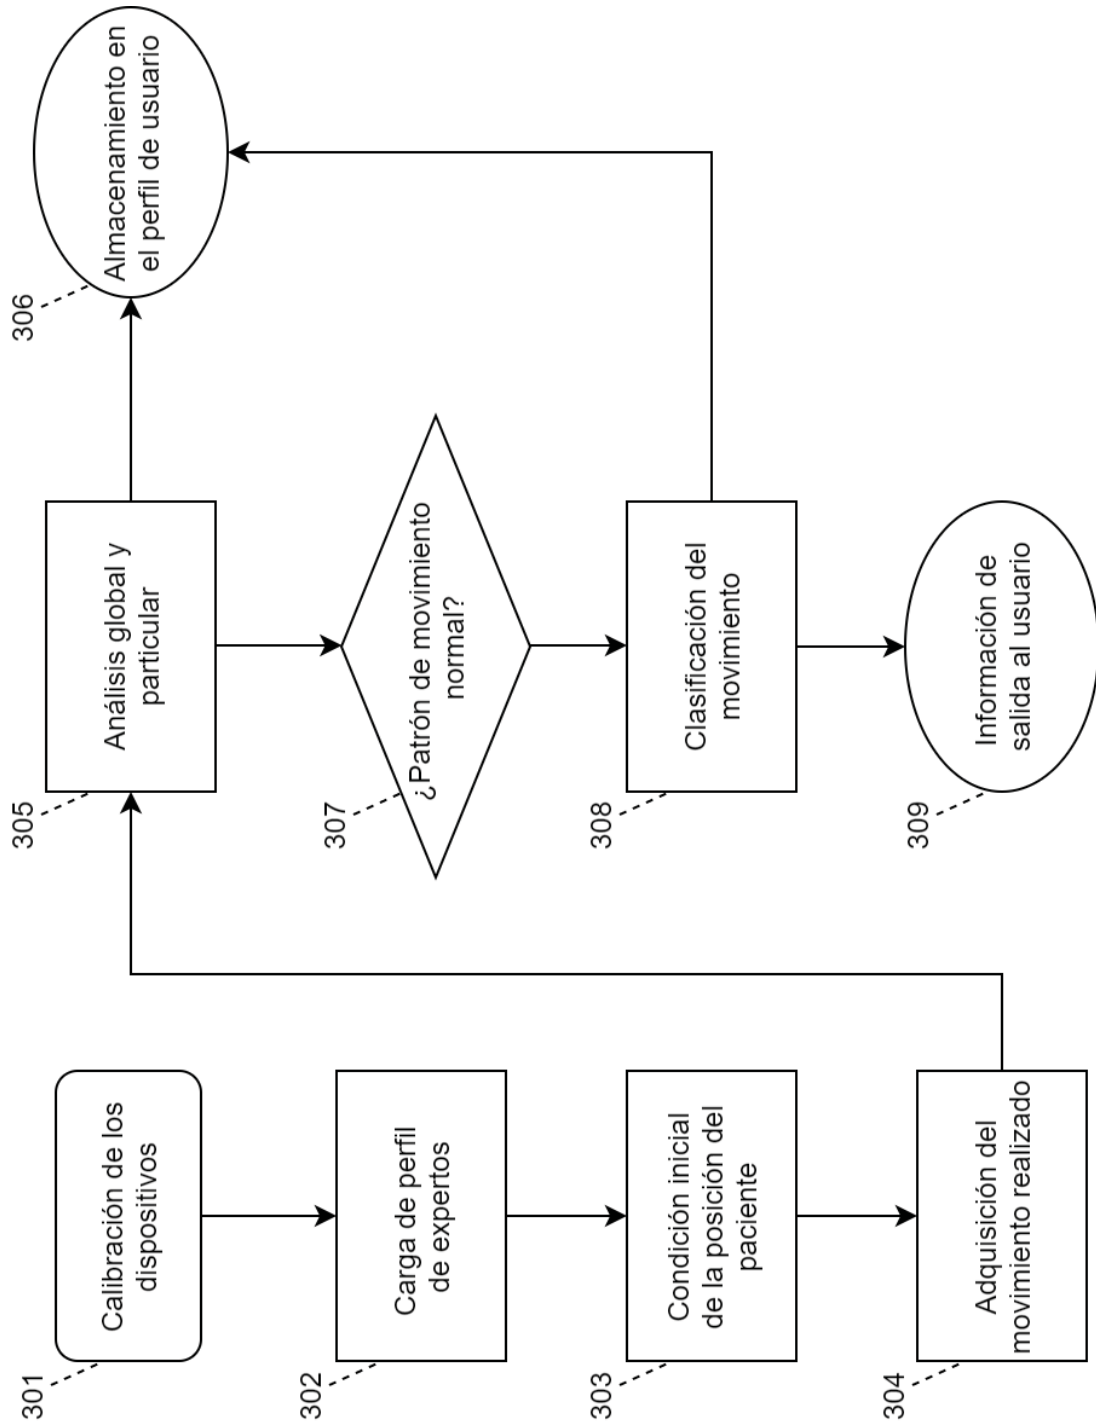 301
Calibración de los
dispositivos
302
Carga de perfil
de expertos
303
Condición inicial
de la posición del
paciente
304
Adquisición del
movimiento realizado
305
Análisis global y
particular
306
Almacenamiento en
el perfil de usuario
307
¿Patrón de movimiento
normal?
308
Clasificación del
movimiento
309
Información de
salida al usuario